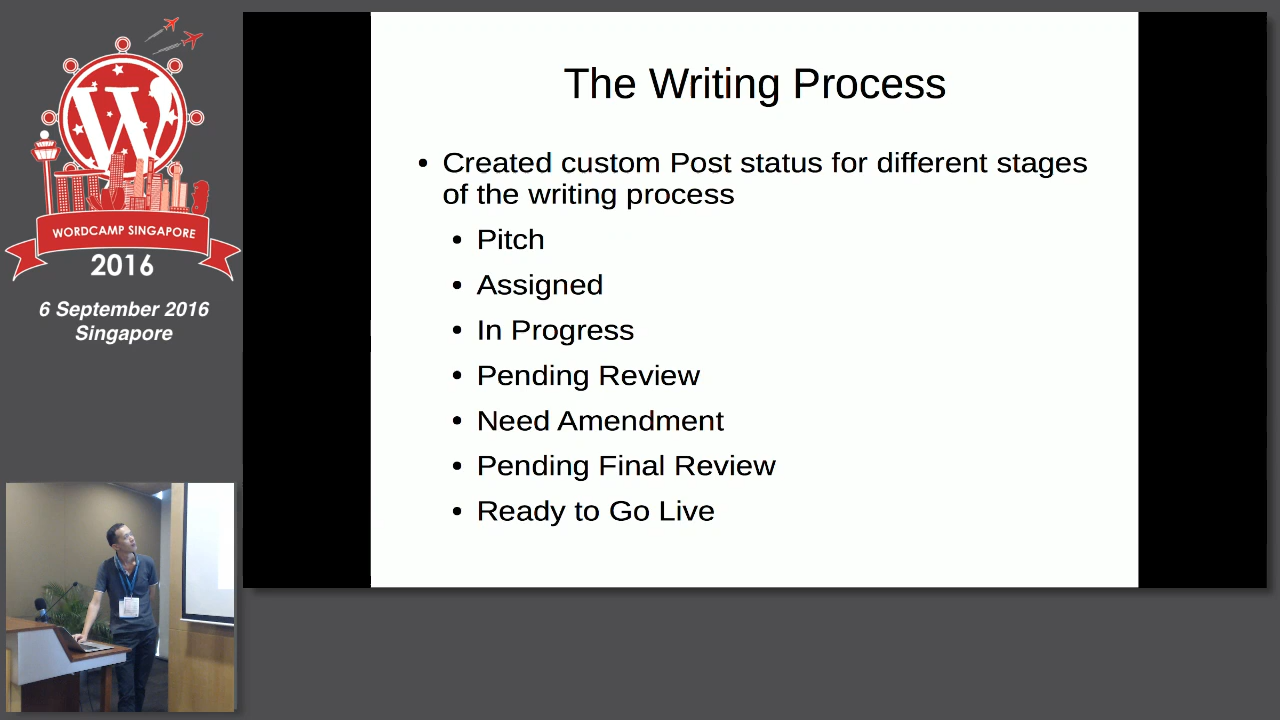 W
WORDCAMP SINGAPORE
2016
6 September 2016
Singapore
The Writing Process
• Created custom Post status for different stages
of the writing process
• Pitch
• Assigned
• In Progress
• Pending Review
• Need Amendment
• Pending Final Review
• Ready to Go Live